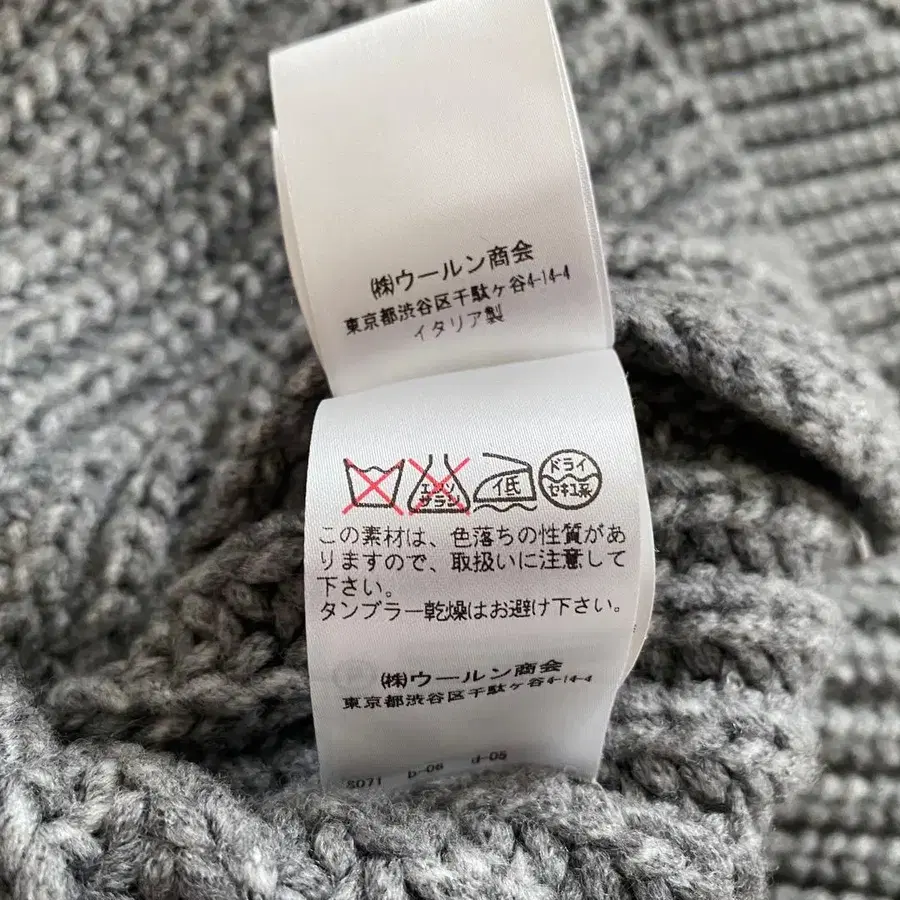 ㈱ウールン商会
東京都渋谷区千駄ヶ谷4-14-4
イタリア製
エンソ
サラシ
低
ドライ
セキユ系
この素材は、色落ちの性質があ
りますので、取扱いに注意して
下さい。
タンブラー乾燥はお避け下さい。
㈱ウールン商会
東京都渋谷区千駄ヶ谷4-14-4
S071 b-06 d-05